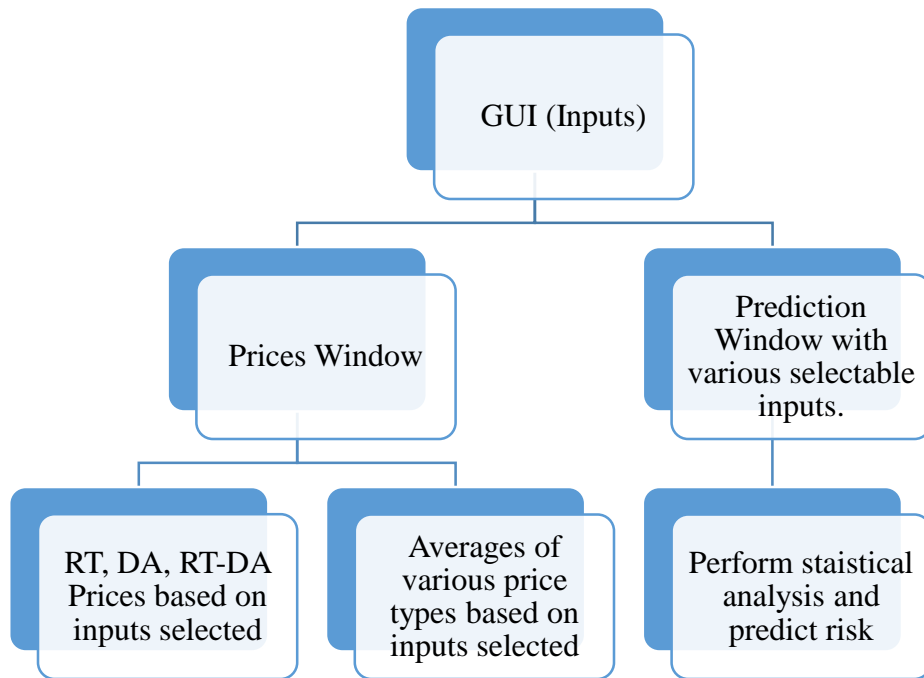 GUI (Inputs)
Prices Window
Prediction
Window with
various selectable
inputs.
RT, DA, RT-DA
Prices based on
inputs selected
Averages of
various price
types based on
inputs selected
Perform staistical
analysis and
predict risk